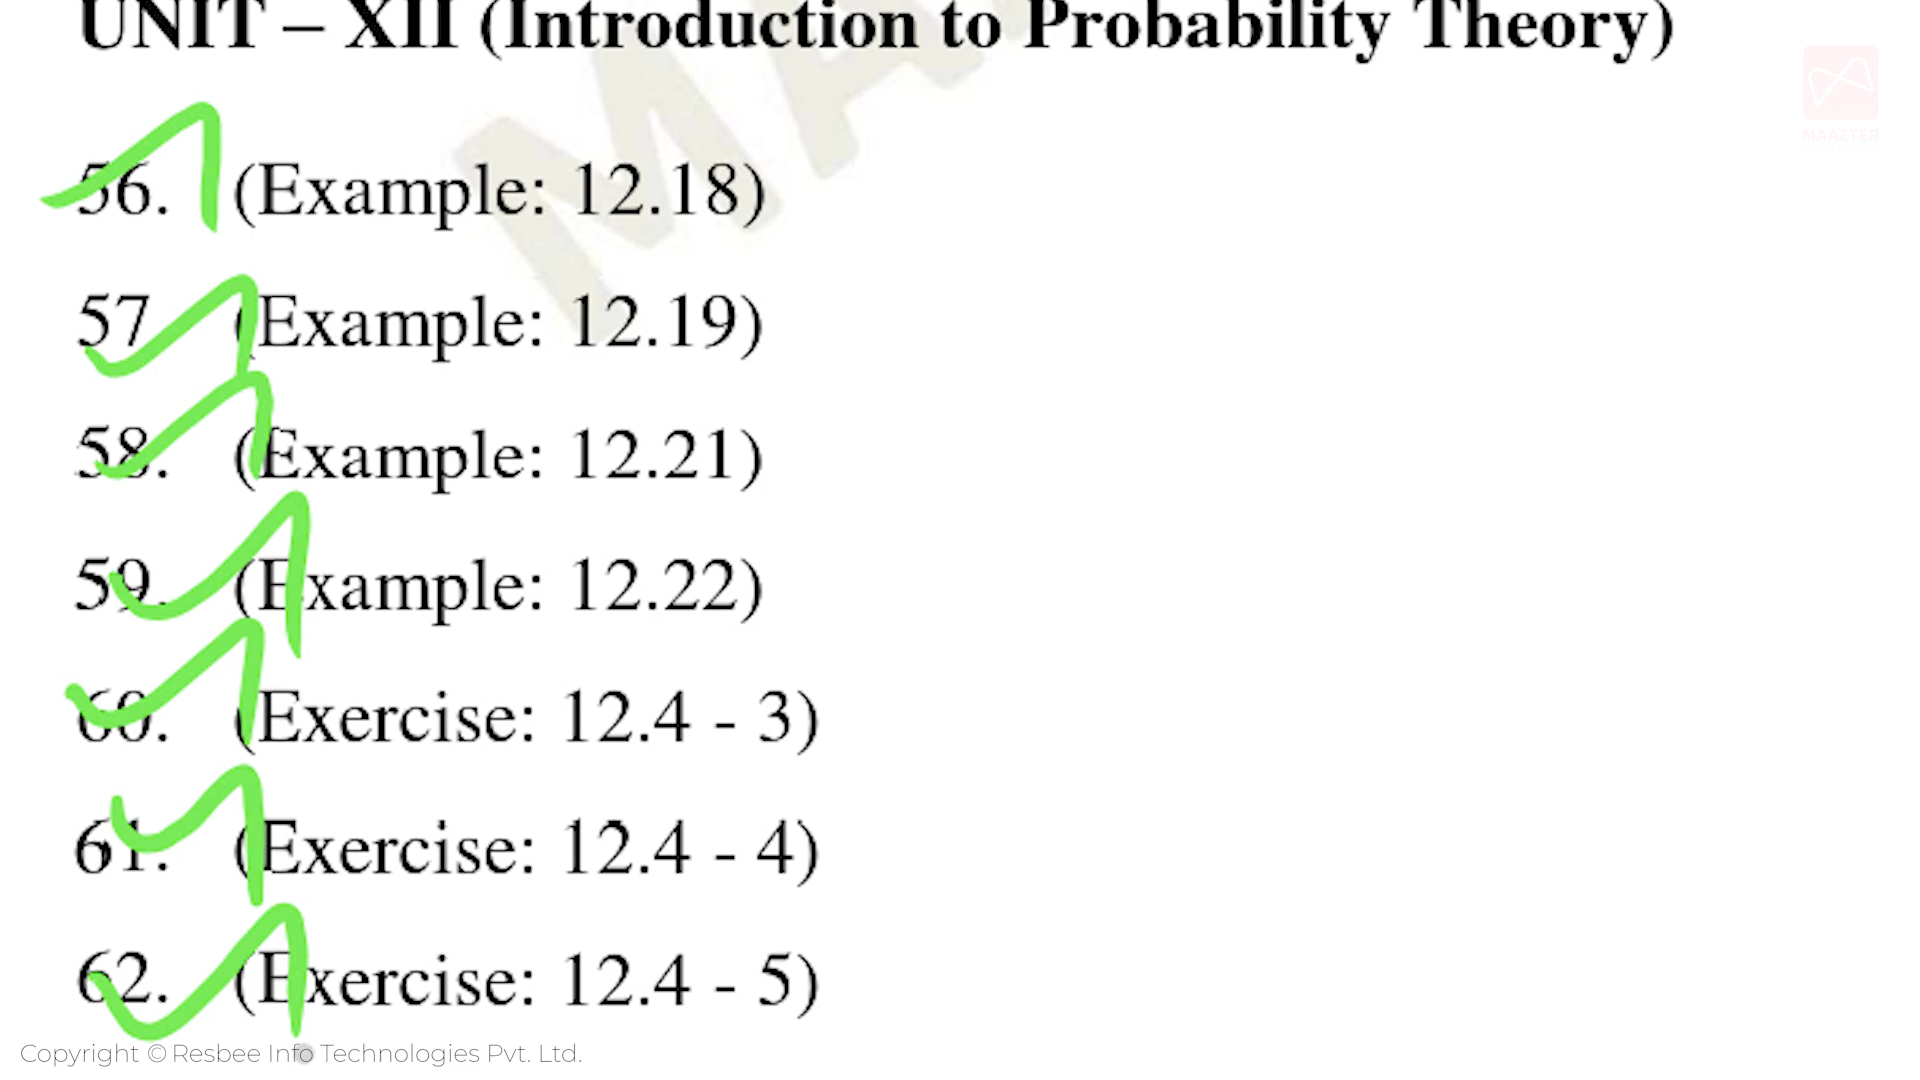 UNIT – XII (Introduction to Probability Theory)
MAAZTER
56. (Example: 12.18)
57 (Example: 12.19)
58. (Example: 12.21)
59. (Example: 12.22)
60. (Exercise: 12.4 - 3)
61. (Exercise: 12.4 - 4)
62. (Exercise: 12.4 - 5)
Copyright © Resbee Info Technologies Pvt. Ltd.